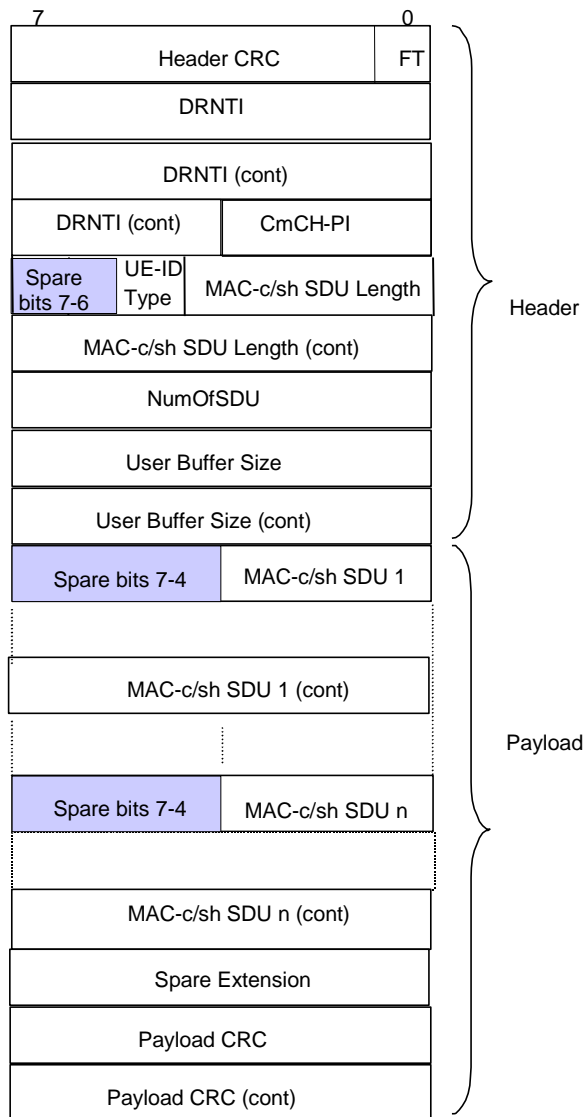 7 0
Header CRC FT
DRNTI
DRNTI (cont)
DRNTI (cont) CmCH-PI
Spare bits 7-6 UE-ID Type MAC-c/sh SDU Length
Header
MAC-c/sh SDU Length (cont)
NumOfSDU
User Buffer Size
User Buffer Size (cont)
Spare bits 7-4 MAC-c/sh SDU 1
MAC-c/sh SDU 1 (cont)
Payload
Spare bits 7-4 MAC-c/sh SDU n
MAC-c/sh SDU n (cont)
Spare Extension
Payload CRC
Payload CRC (cont)